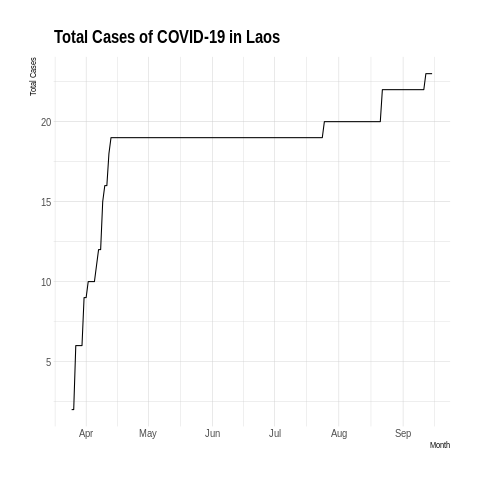 Total Cases of COVID-19 in Laos
Total Cases
20
15
10
5
Apr May Jun Jul Aug Sep
Month